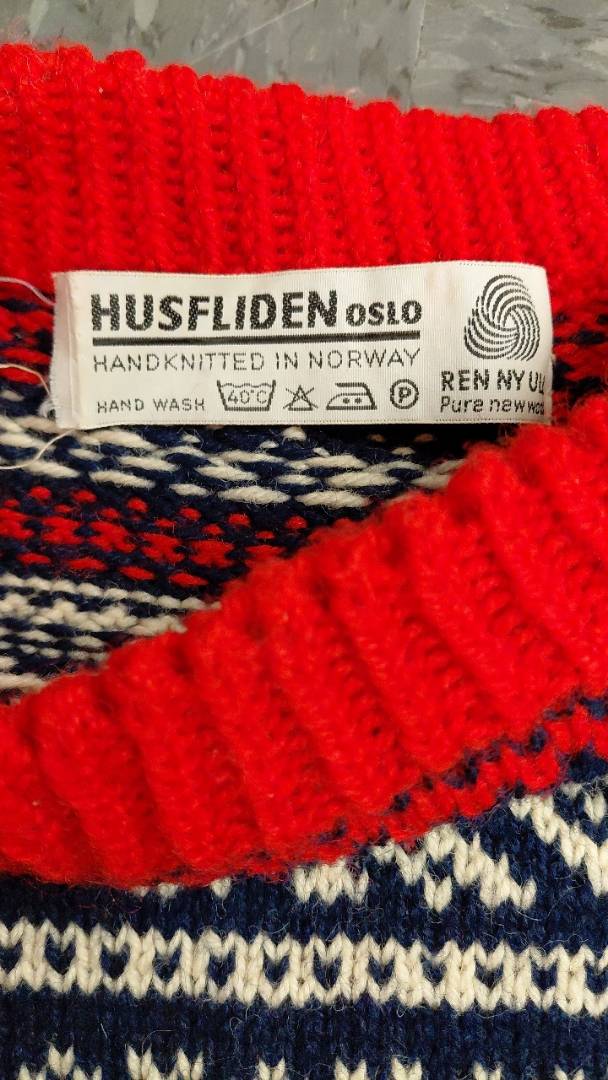 HUSFLIDEN OSLO
HANDKNITTED IN NORWAY
HAND WASH 40°C P
REN NY
Pure new